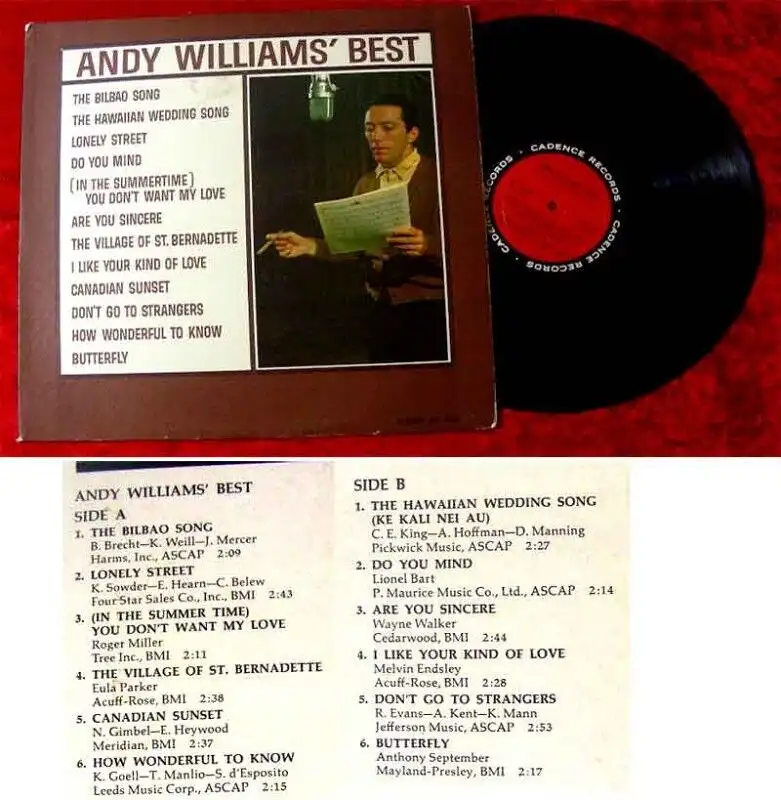 ANDY WILLIAMS' BEST
THE BILBAO SONG
THE HAWAIIAN WEDDING SONG
LONELY STREET
DO YOU MIND
(IN THE SUMMERTIME)
YOU DON'T WANT MY LOVE
ARE YOU SINCERE
THE VILLAGE OF ST. BERNADETTE
I LIKE YOUR KIND OF LOVE
CANADIAN SUNSET
DON'T GO TO STRANGERS
HOW WONDERFUL TO KNOW
BUTTERFLY
CADENCE RECORDS · CADENCE RECORDS · CADENCE RECORDS ·
ANDY WILLIAMS' BEST
SIDE A
1. THE BILBAO SONG
B. Brecht—K. Weill—J. Mercer
Harms, Inc., ASCAP 2:09
2. LONELY STREET
K. Sowder—E. Hearn—C. Belew
Four Star Sales Co., Inc., BMI 2:43
3. (IN THE SUMMER TIME)
YOU DON'T WANT MY LOVE
Roger Miller
Tree Inc., BMI 2:11
4. THE VILLAGE OF ST. BERNADETTE
Eula Parker
Acuff-Rose, BMI 2:38
5. CANADIAN SUNSET
N. Gimbel—E. Heywood
Meridian, BMI 2:37
6. HOW WONDERFUL TO KNOW
K. Goell—T. Manlio—S. d'Esposito
Leeds Music Corp., ASCAP 2:15
SIDE B
1. THE HAWAIIAN WEDDING SONG
(KE KALI NEI AU)
C. E. King—A. Hoffman—D. Manning
Pickwick Music, ASCAP 2:27
2. DO YOU MIND
Lionel Bart
P. Maurice Music Co., Ltd., ASCAP 2:14
3. ARE YOU SINCERE
Wayne Walker
Cedarwood, BMI 2:44
4. I LIKE YOUR KIND OF LOVE
Melvin Endsley
Acuff-Rose, BMI 2:28
5. DON'T GO TO STRANGERS
R. Evans—A. Kent—K. Mann
Jefferson Music, ASCAP 2:53
6. BUTTERFLY
Anthony September
Mayland-Presley, BMI 2:17